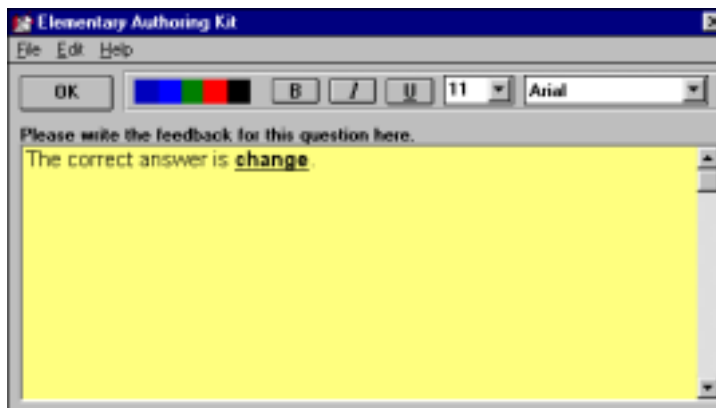 Elementary Authoring Kit
File Edit Help
OK B I U 11 Arial
Please write the feedback for this question here.
The correct answer is change.